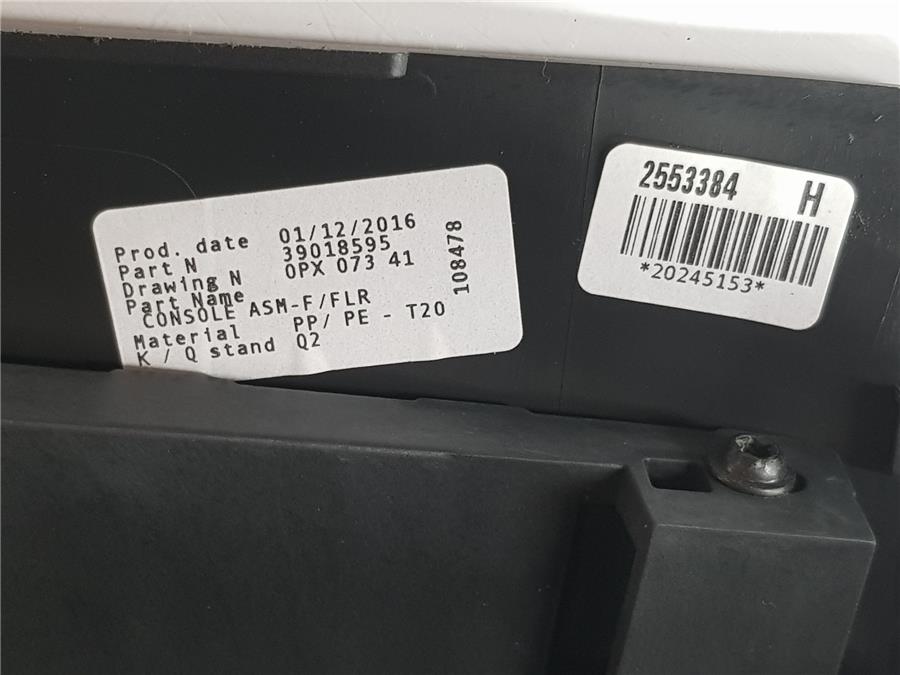 Prod. date 01/12/2016
Part N 39018595
Drawing N OPX 073 41
Part Name
CONSOLE ASM-F/FLR
Material PP/ PE - T20
K / Q stand Q2
108478
2553384 H
*20245153*